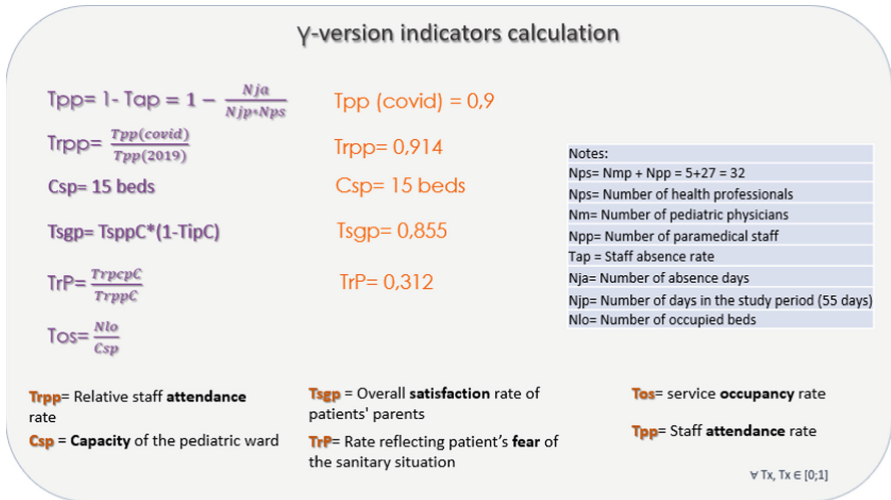 γ-version indicators calculation
Tpp= 1- Tap = 1 − Nja / Njp*Nps
Trpp= Tpp(covid) / Tpp(2019)
Csp= 15 beds
Tsgp= TsppC*(1-TipC)
TrP= TrpcpC / TrppC
Tos= Nlo / Csp
Tpp (covid) = 0,9
Trpp= 0,914
Csp= 15 beds
Tsgp= 0,855
TrP= 0,312
Notes:
Nps= Nmp + Npp = 5+27 = 32
Nps= Number of health professionals
Nm= Number of pediatric physicians
Npp= Number of paramedical staff
Tap = Staff absence rate
Nja= Number of absence days
Njp= Number of days in the study period (55 days)
Nlo= Number of occupied beds
Trpp= Relative staff attendance
rate
Csp = Capacity of the pediatric ward
Tsgp = Overall satisfaction rate of
patients' parents
TrP= Rate reflecting patient's fear of
the sanitary situation
Tos= service occupancy rate
Tpp= Staff attendance rate
∀ Tx, Tx ∈ [0;1]